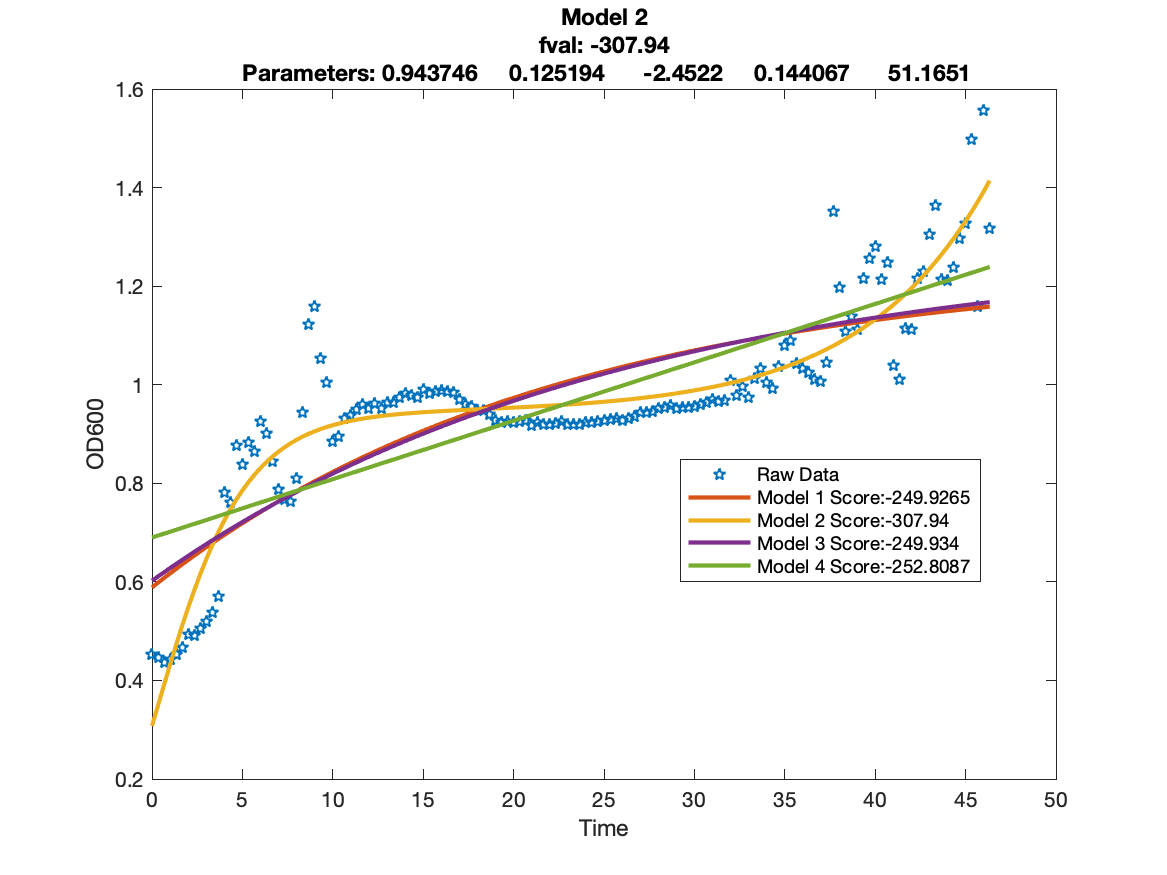 Model 2
fval: -307.94
Parameters: 0.943746 0.125194 -2.4522 0.144067 51.1651
1.6
1.4
1.2
1
0.8
0.6
0.4
0.2
OD600
Raw Data
Model 1 Score:-249.9265
Model 2 Score:-307.94
Model 3 Score:-249.934
Model 4 Score:-252.8087
0 5 10 15 20 25 30 35 40 45 50
Time